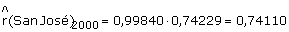 r̂(San José)₂₀₀₀ = 0,99840·0,74229 = 0,74110